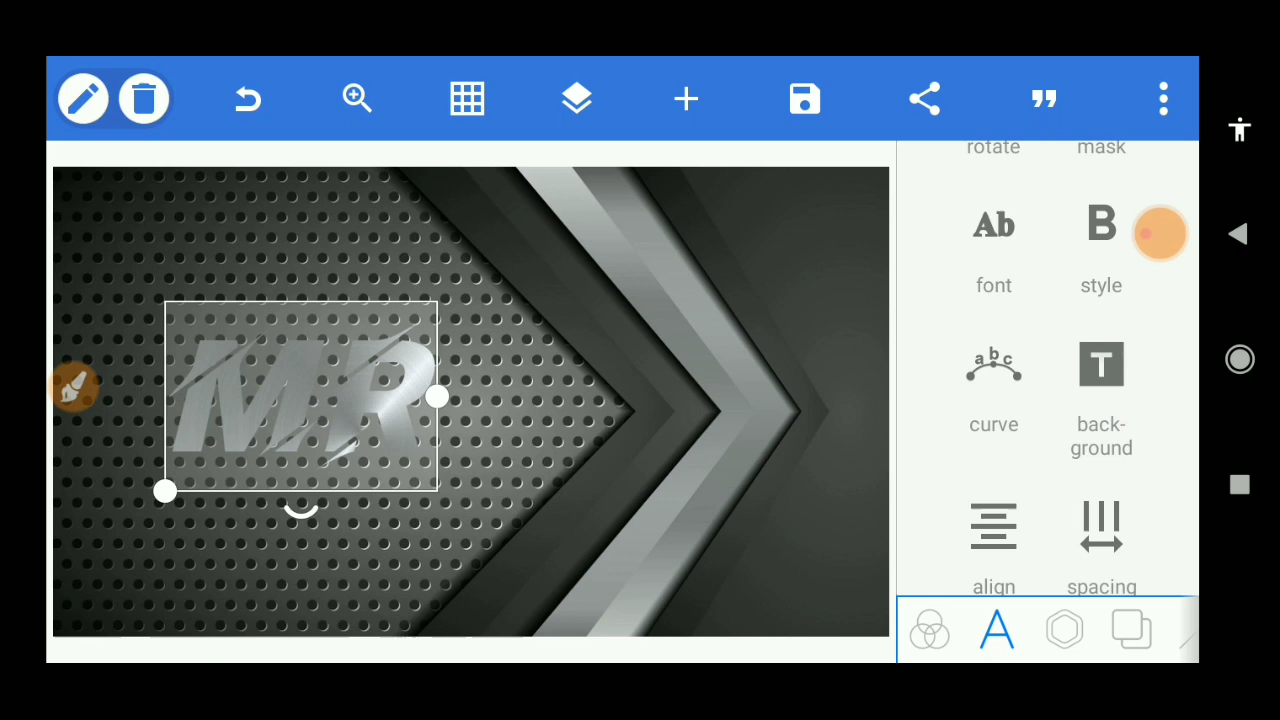 rotate mask
MR
Ab B
font style
abc T
curve back-
ground
align spacing
A